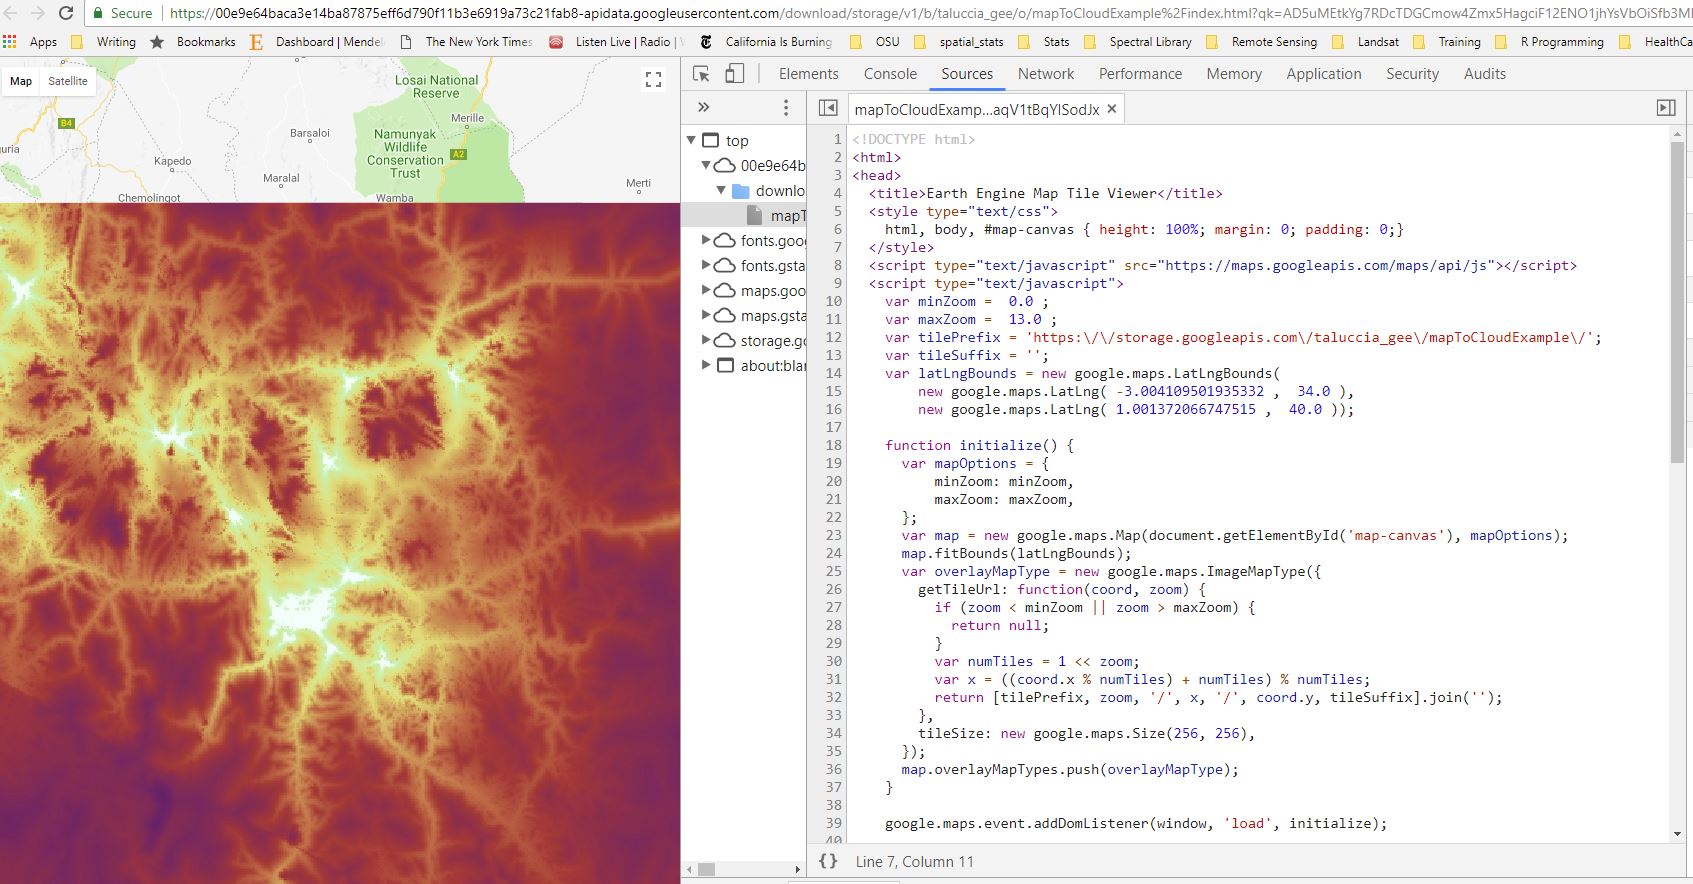 Secure https://00e9e64baca3e14ba87875eff6d790f11b3e6919a73c21fab8-apidata.googleusercontent.com/download/storage/v1/b/taluccia_gee/o/mapToCloudExample%2Findex.html?qk=AD5uMEtkYg7RDcTDGCmow4Zmx5HagciF12ENO1jhYsVbOiSfb3M
Apps Writing Bookmarks Dashboard | Mendel The New York Times Listen Live | Radio | California Is Burning OSU spatial_stats Stats Spectral Library Remote Sensing Landsat Training R Programming HealthCa
Map Satellite
Losai National
Reserve
B4
Merille
Barsaloi
Namunyak
Wildlife
Conservation
Trust
A2
uria
Kapedo
Maralal
Merti
Chemolingot
Wamba
Elements Console Sources Network Performance Memory Application Security Audits
» mapToCloudExamp...aqV1tBqYlSodJx ×
top
00e9e64b
downlo
mapT
fonts.goo
fonts.gsta
maps.goo
maps.gsta
storage.go
about:blan
1 <!DOCTYPE html>
2 <html>
3 <head>
4 <title>Earth Engine Map Tile Viewer</title>
5 <style type="text/css">
6 html, body, #map-canvas { height: 100%; margin: 0; padding: 0;}
7 </style>
8 <script type="text/javascript" src="https://maps.googleapis.com/maps/api/js"></script>
9 <script type="text/javascript">
10 var minZoom = 0.0 ;
11 var maxZoom = 13.0 ;
12 var tilePrefix = 'https:\/\/storage.googleapis.com\/taluccia_gee\/mapToCloudExample\/';
13 var tileSuffix = '';
14 var latLngBounds = new google.maps.LatLngBounds(
15 new google.maps.LatLng( -3.004109501935332 , 34.0 ),
16 new google.maps.LatLng( 1.001372066747515 , 40.0 ));
17
18 function initialize() {
19 var mapOptions = {
20 minZoom: minZoom,
21 maxZoom: maxZoom,
22 };
23 var map = new google.maps.Map(document.getElementById('map-canvas'), mapOptions);
24 map.fitBounds(latLngBounds);
25 var overlayMapType = new google.maps.ImageMapType({
26 getTileUrl: function(coord, zoom) {
27 if (zoom < minZoom || zoom > maxZoom) {
28 return null;
29 }
30 var numTiles = 1 << zoom;
31 var x = ((coord.x % numTiles) + numTiles) % numTiles;
32 return [tilePrefix, zoom, '/', x, '/', coord.y, tileSuffix].join('');
33 },
34 tileSize: new google.maps.Size(256, 256),
35 });
36 map.overlayMapTypes.push(overlayMapType);
37 }
38
39 google.maps.event.addDomListener(window, 'load', initialize);
40
{} Line 7, Column 11